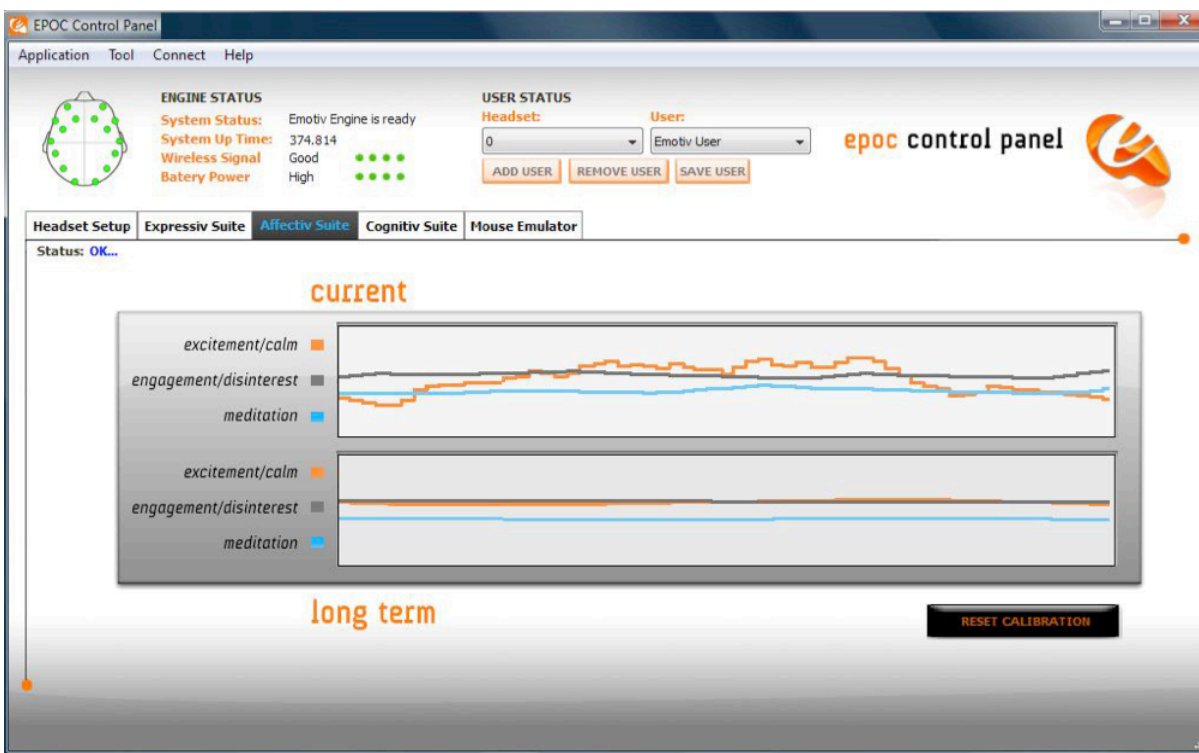 EPOC Control Panel
Application Tool Connect Help
ENGINE STATUS
System Status: Emotiv Engine is ready
System Up Time: 374.814
Wireless Signal Good
Batery Power High
USER STATUS
Headset: User:
0 Emotiv User
ADD USER REMOVE USER SAVE USER
epoc control panel
Headset Setup Expressiv Suite Affectiv Suite Cognitiv Suite Mouse Emulator
Status: OK...
current
excitement/calm
engagement/disinterest
meditation
excitement/calm
engagement/disinterest
meditation
long term
RESET CALIBRATION